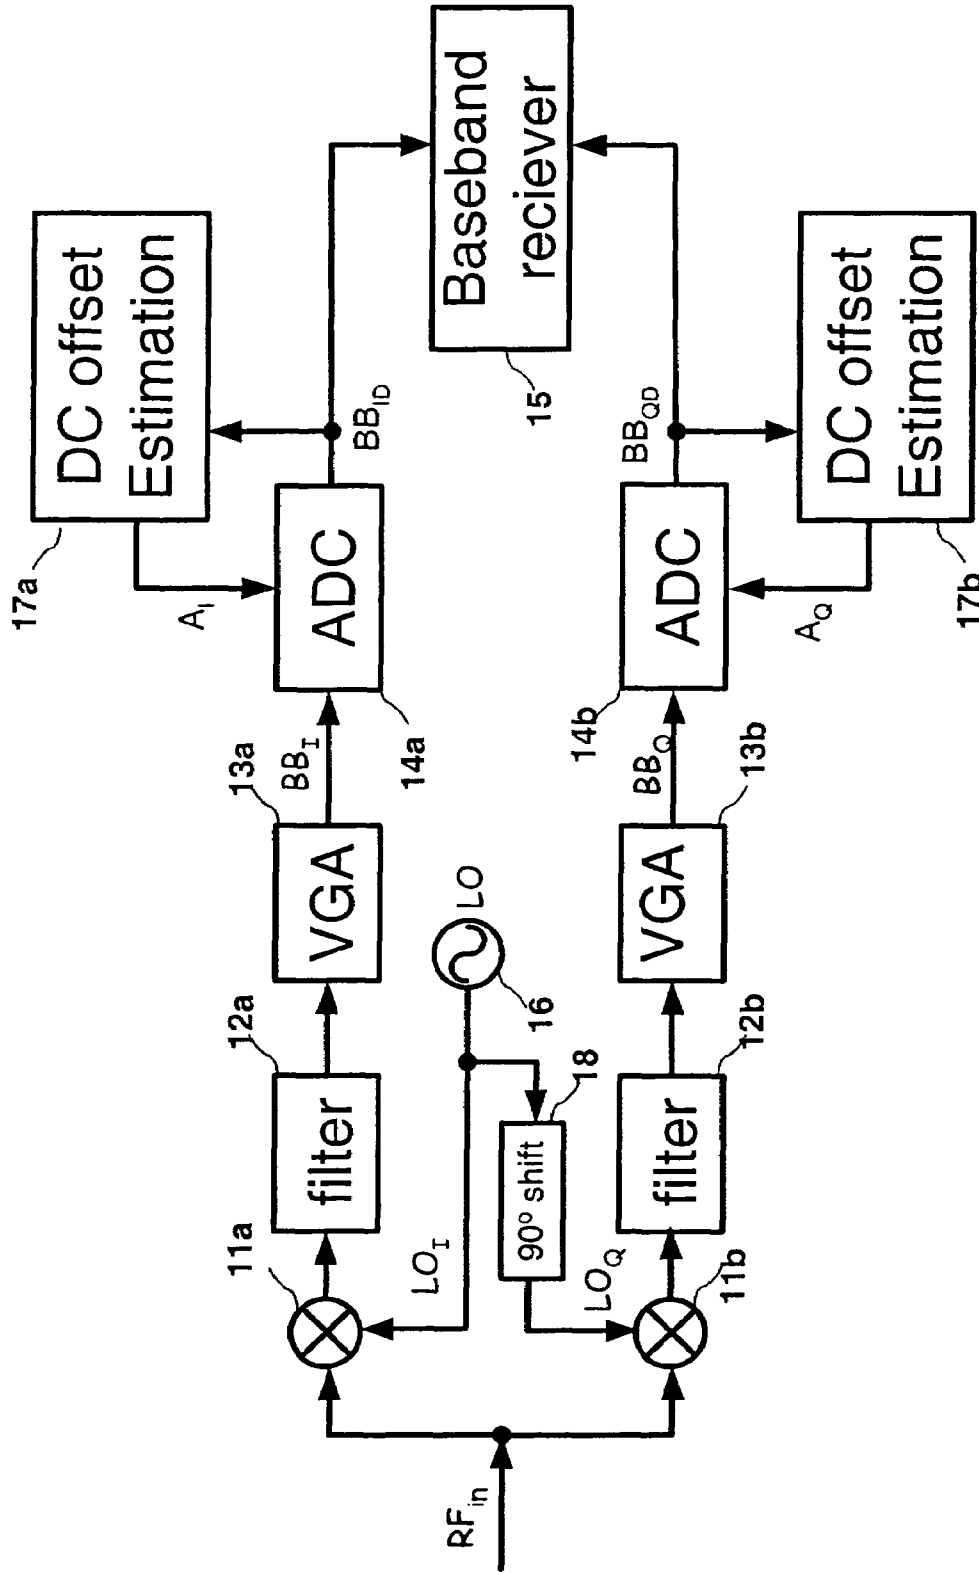 17a
DC offset
Estimation
A_I
11a
12a
13a
BB_I
BB_ID
filter
VGA
ADC
14a
RF_in
LO_I
LO
16
Baseband
reciever
15
90° shift
18
LO_Q
14b
BB_QD
filter
VGA
BB_Q
ADC
11b
12b
13b
A_Q
DC offset
Estimation
17b